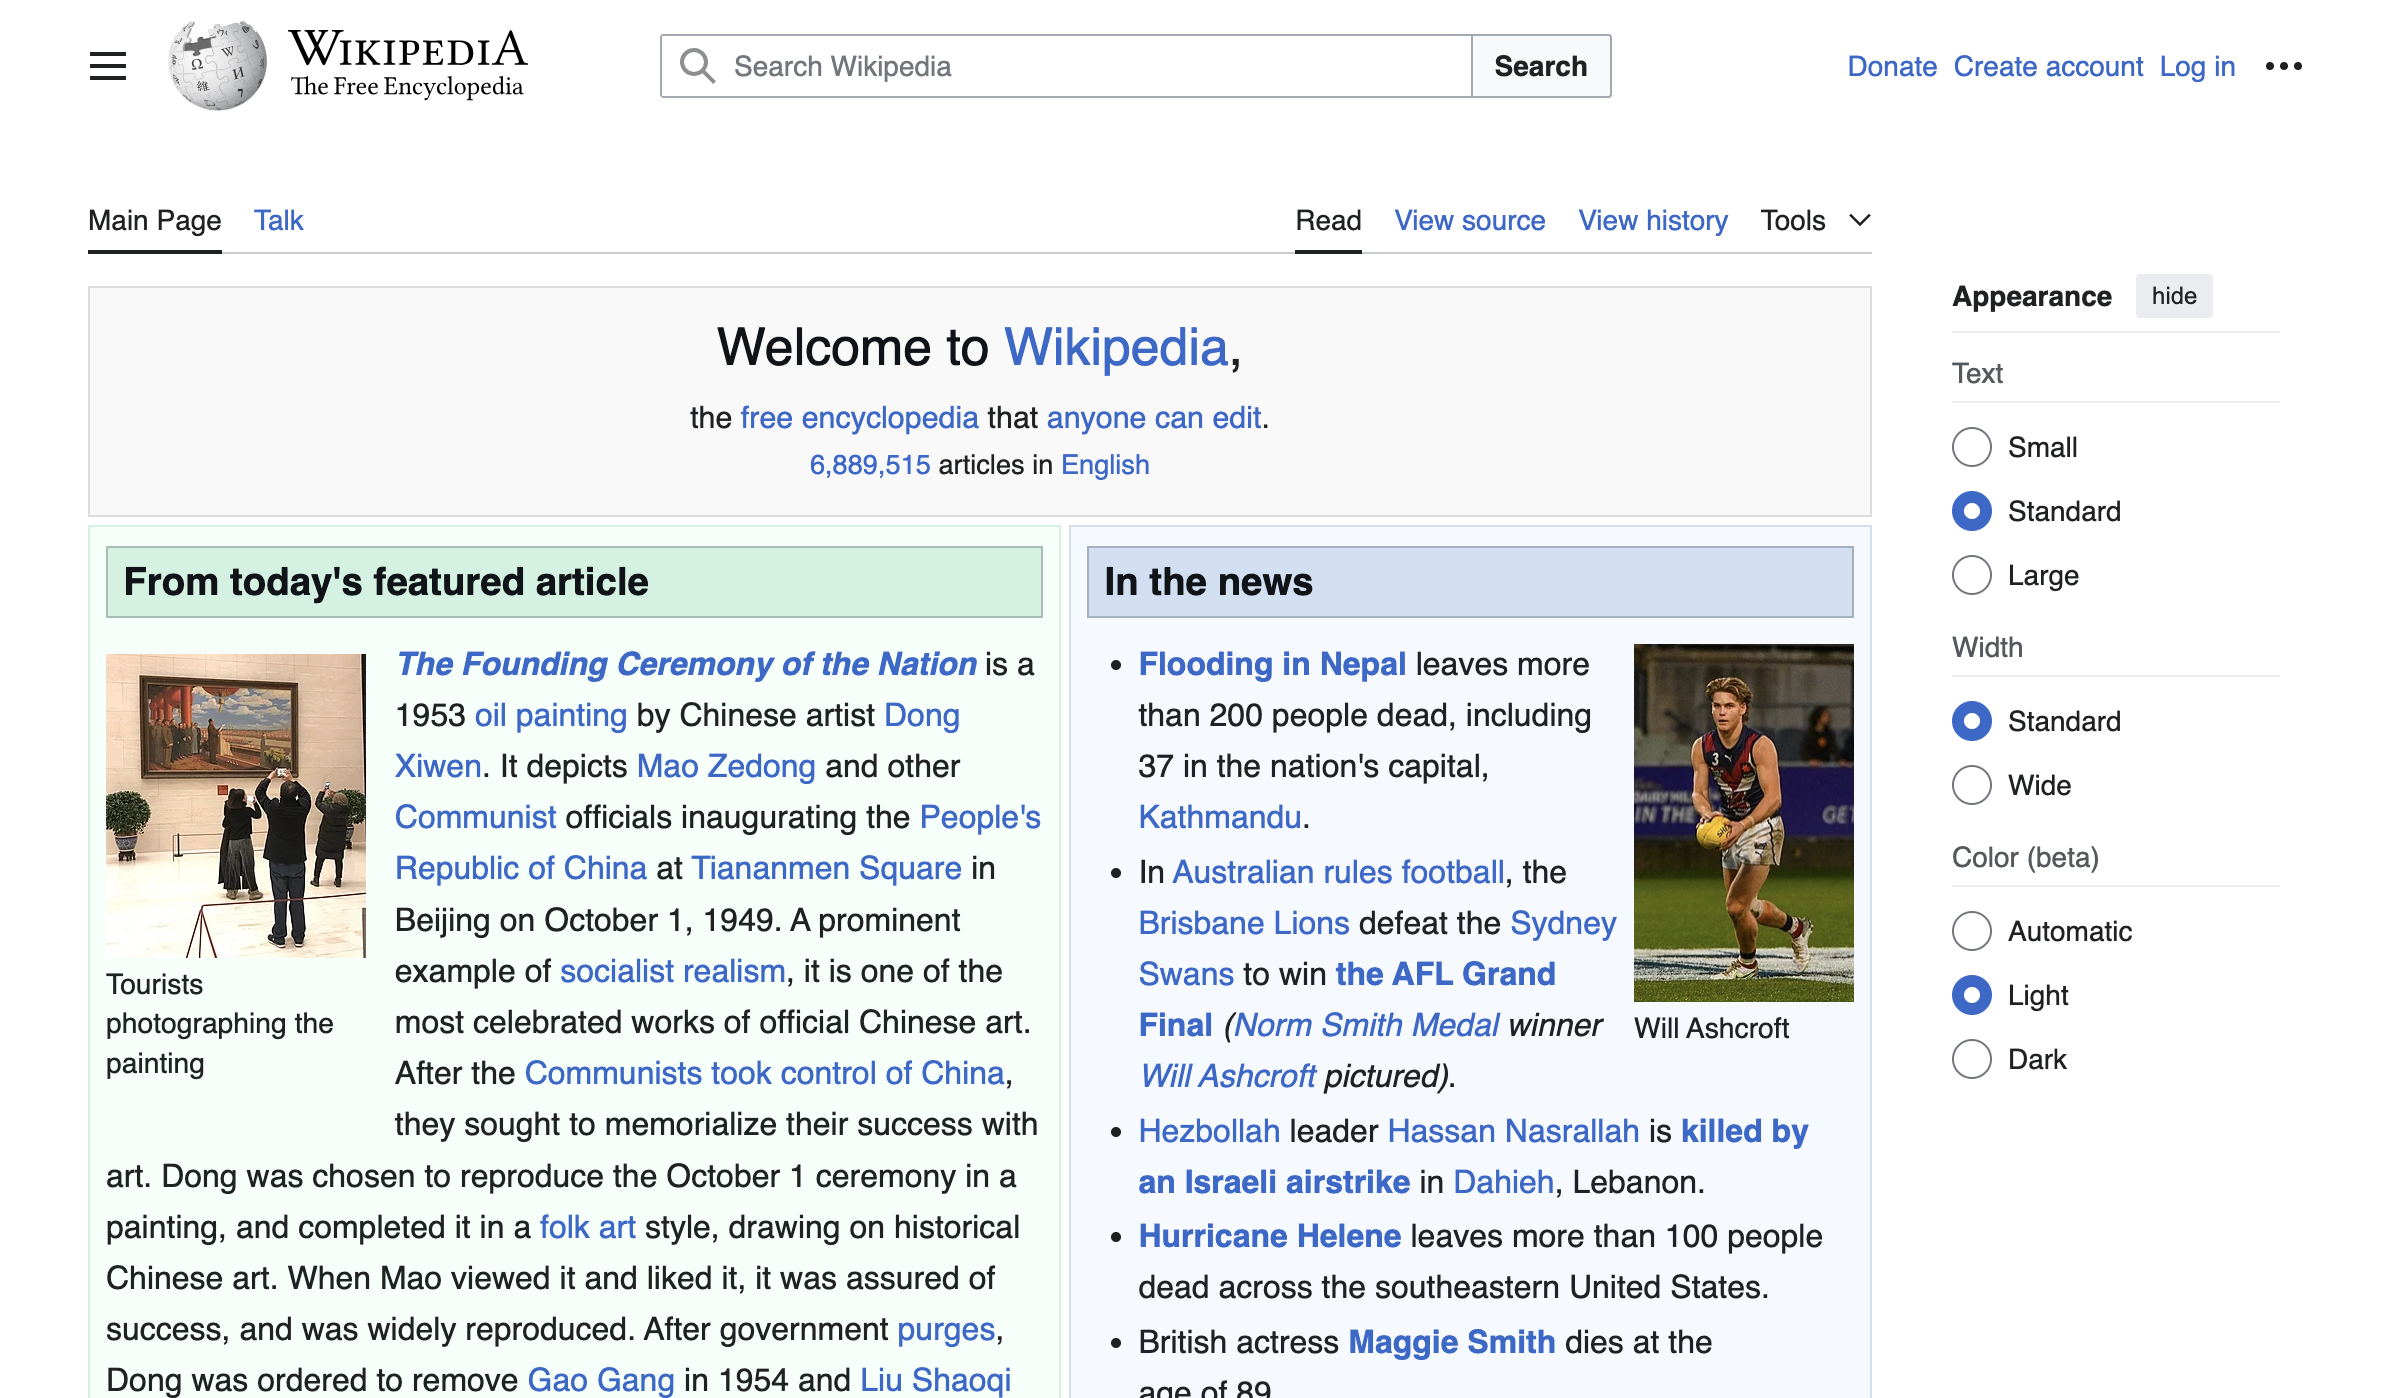 WIKIPEDIA
The Free Encyclopedia
Search Wikipedia
Search
Donate Create account Log in
Main Page Talk
Read View source View history Tools
Welcome to Wikipedia,
the free encyclopedia that anyone can edit.
6,889,515 articles in English
From today's featured article
The Founding Ceremony of the Nation is a
1953 oil painting by Chinese artist Dong
Xiwen. It depicts Mao Zedong and other
Communist officials inaugurating the People's
Republic of China at Tiananmen Square in
Beijing on October 1, 1949. A prominent
example of socialist realism, it is one of the
most celebrated works of official Chinese art.
After the Communists took control of China,
they sought to memorialize their success with
art. Dong was chosen to reproduce the October 1 ceremony in a
painting, and completed it in a folk art style, drawing on historical
Chinese art. When Mao viewed it and liked it, it was assured of
success, and was widely reproduced. After government purges,
Dong was ordered to remove Gao Gang in 1954 and Liu Shaoqi
Tourists
photographing the
painting
In the news
Flooding in Nepal leaves more
than 200 people dead, including
37 in the nation's capital,
Kathmandu.
In Australian rules football, the
Brisbane Lions defeat the Sydney
Swans to win the AFL Grand
Final (Norm Smith Medal winner
Will Ashcroft pictured).
Hezbollah leader Hassan Nasrallah is killed by
an Israeli airstrike in Dahieh, Lebanon.
Hurricane Helene leaves more than 100 people
dead across the southeastern United States.
British actress Maggie Smith dies at the
age of 89
3
IN THE
GE
Will Ashcroft
Appearance hide
Text
Small
Standard
Large
Width
Standard
Wide
Color (beta)
Automatic
Light
Dark